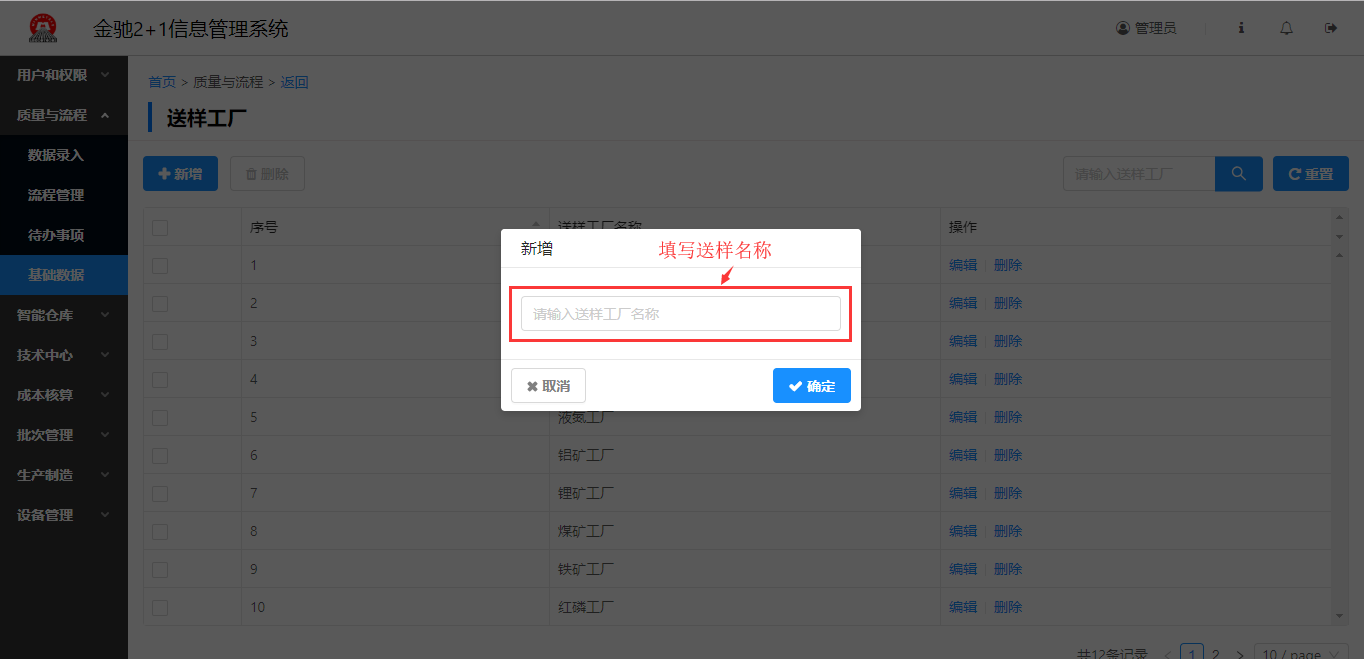 金驰2+1信息管理系统
管理员
用户和权限
质量与流程
数据录入
流程管理
待办事项
基础数据
智能仓库
技术中心
成本核算
批次管理
生产制造
设备管理
首页 > 质量与流程 > 返回
送样工厂
新增 删除
请输入送样工厂 重置
序号 送样工厂名称 操作
1 编辑 删除
2 编辑 删除
3 编辑 删除
4 编辑 删除
5 液氮工厂 编辑 删除
6 铝矿工厂 编辑 删除
7 锂矿工厂 编辑 删除
8 煤矿工厂 编辑 删除
9 铁矿工厂 编辑 删除
10 红磷工厂 编辑 删除
共12条记录 < 1 2 > 10 / page
新增
填写送样名称
请输入送样工厂名称
取消 确定